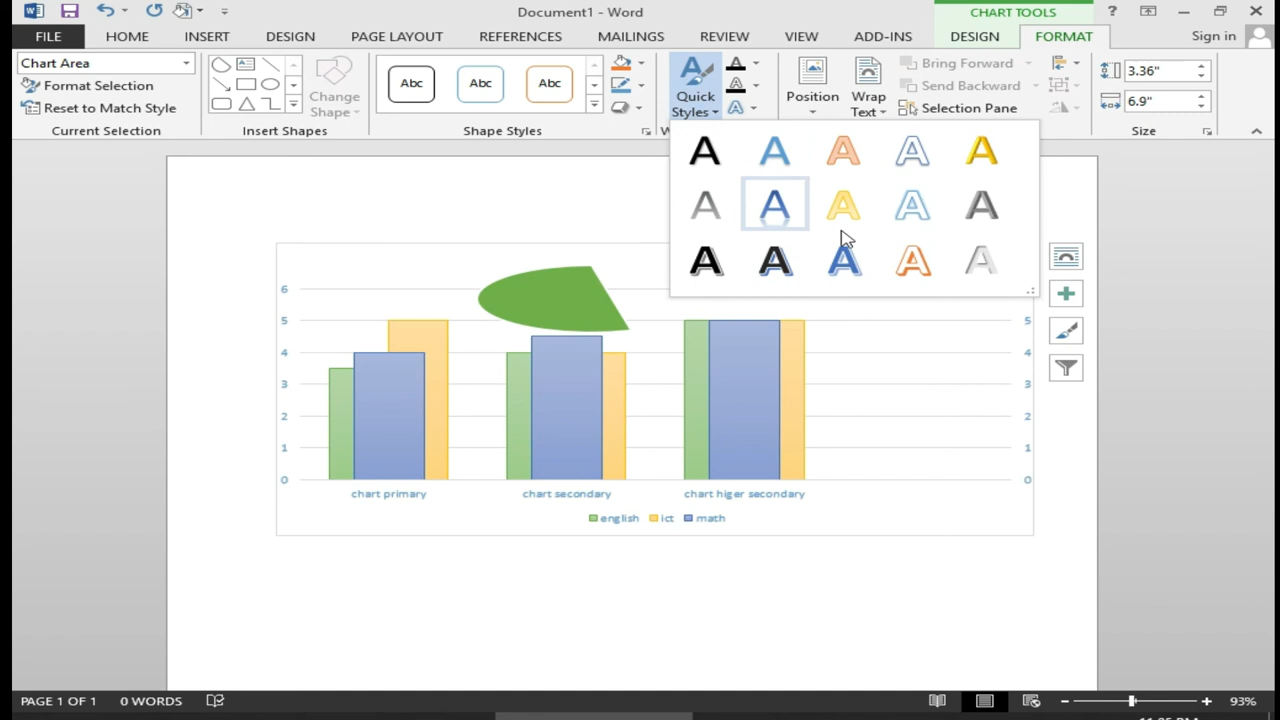 Document1 - Word
CHART TOOLS
?
FILE HOME INSERT DESIGN PAGE LAYOUT REFERENCES MAILINGS REVIEW VIEW ADD-INS DESIGN FORMAT Sign in
Chart Area
Format Selection
Reset to Match Style
Current Selection
Change
Shape
Insert Shapes
Abc Abc Abc
Shape Styles
Quick
Styles
W
Position
Wrap
Text
Bring Forward
Send Backward
Selection Pane
3.36"
6.9"
Size
A A A A A
A A A A A
A A A A A
6
5 5
4 4
3 3
2 2
1 1
0 0
chart primary chart secondary chart higer secondary
english ict math
PAGE 1 OF 1 0 WORDS 93%